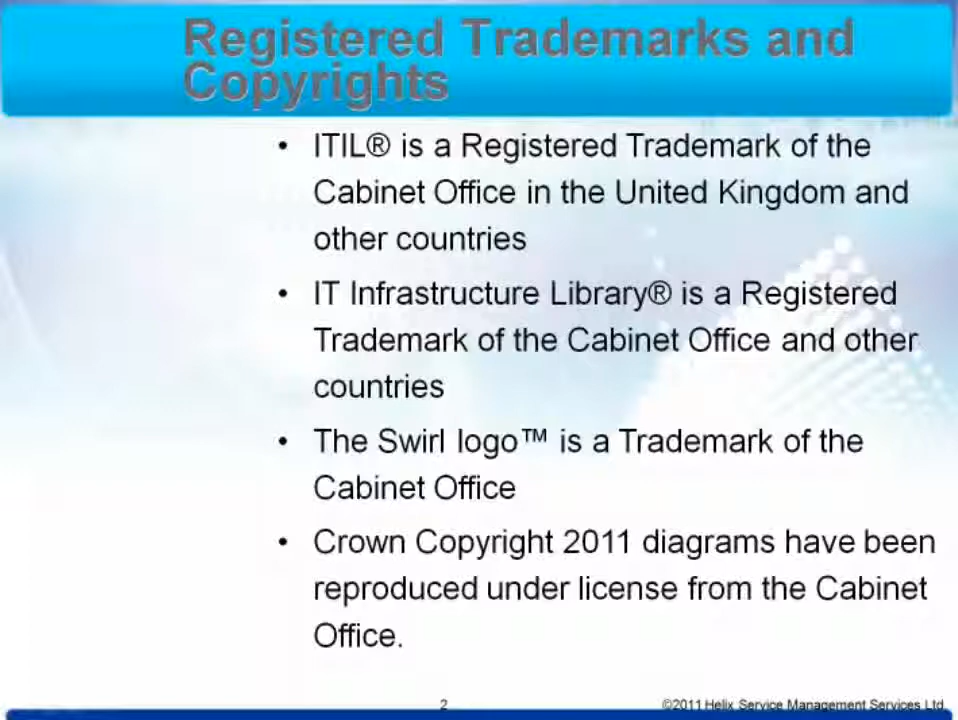 Registered Trademarks and
Copyrights
• ITIL® is a Registered Trademark of the
Cabinet Office in the United Kingdom and
other countries
• IT Infrastructure Library® is a Registered
Trademark of the Cabinet Office and other
countries
• The Swirl logo™ is a Trademark of the
Cabinet Office
• Crown Copyright 2011 diagrams have been
reproduced under license from the Cabinet
Office.
2 ©2011 Helix Service Management Services Ltd